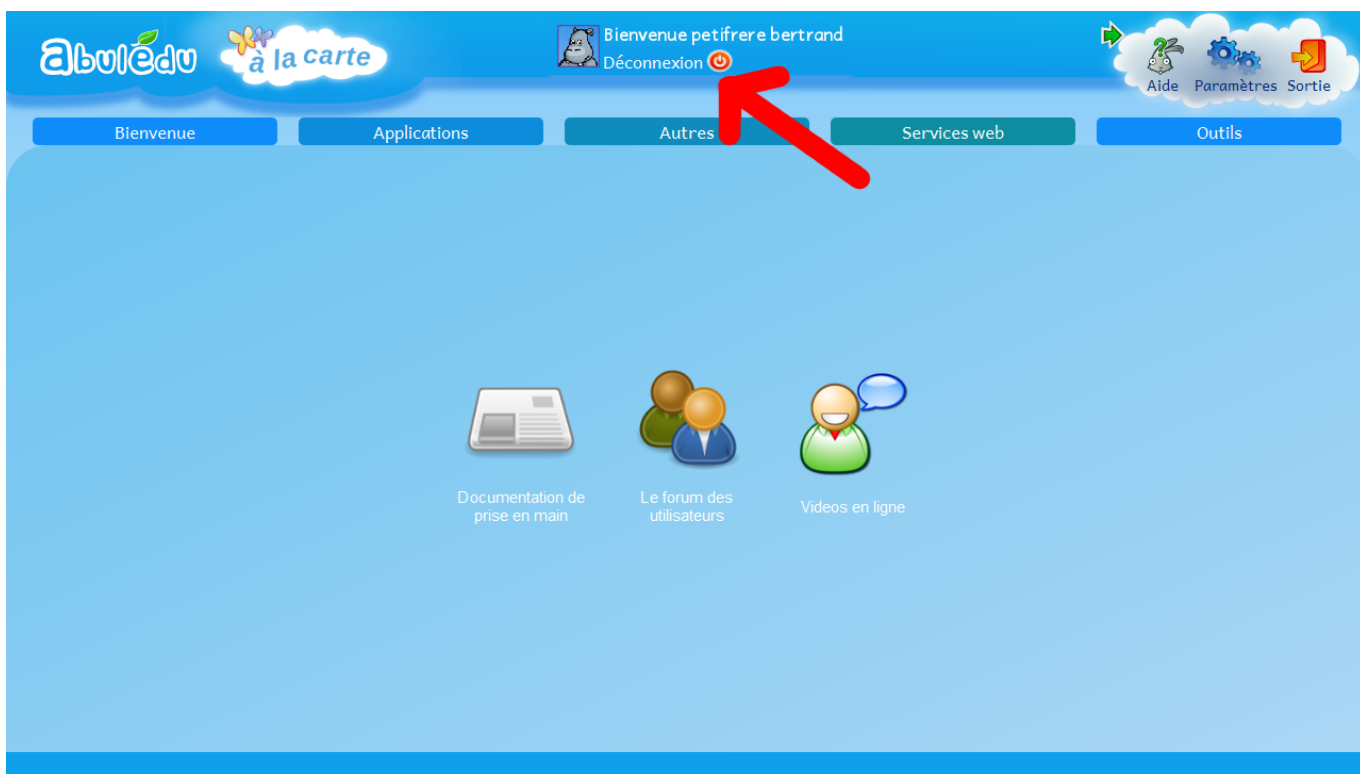 abulédu
à la carte
Bienvenue petifrere bertrand
Déconnexion
Aide Paramètres Sortie
Bienvenue
Applications
Autres
Services web
Outils
Documentation de
prise en main
Le forum des
utilisateurs
Videos en ligne